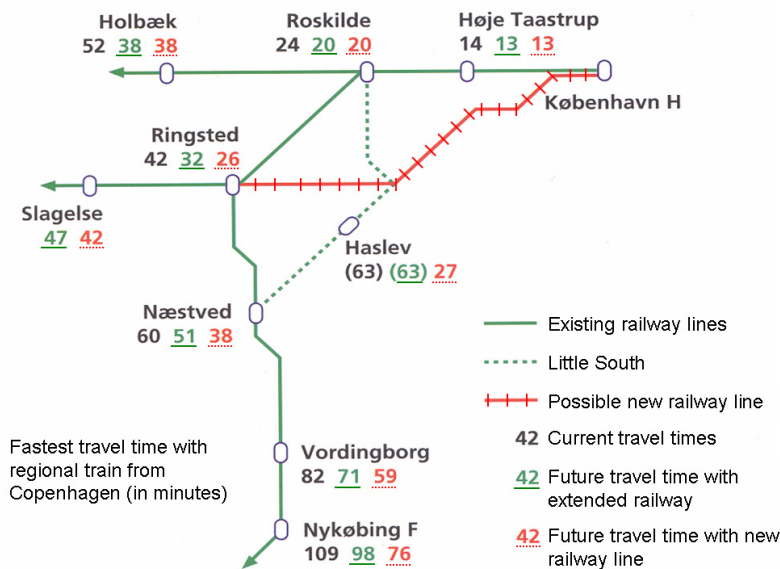 Holbæk
52 38 38
Roskilde
24 20 20
Høje Taastrup
14 13 13
København H
Ringsted
42 32 26
Slagelse
47 42
Haslev
(63) (63) 27
Næstved
60 51 38
Existing railway lines
Little South
Possible new railway line
42 Current travel times
42 Future travel time with
extended railway
42 Future travel time with new
railway line
Fastest travel time with
regional train from
Copenhagen (in minutes)
Vordingborg
82 71 59
Nykøbing F
109 98 76